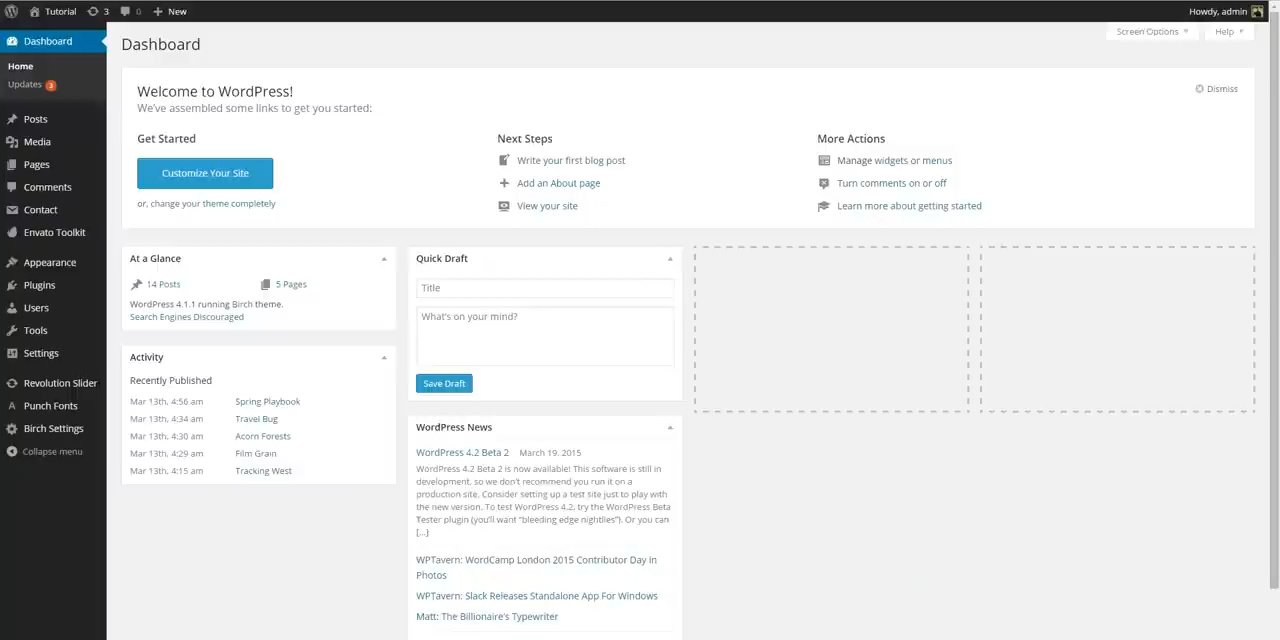 Tutorial 3 0 New
Howdy, admin
Dashboard
Home
Updates 3
Posts
Media
Pages
Comments
Contact
Envato Toolkit
Appearance
Plugins
Users
Tools
Settings
Revolution Slider
Punch Fonts
Birch Settings
Collapse menu
Dashboard
Screen Options
Help
Welcome to WordPress!
We've assembled some links to get you started:
Dismiss
Get Started
Customize Your Site
or, change your theme completely
Next Steps
Write your first blog post
Add an About page
View your site
More Actions
Manage widgets or menus
Turn comments on or off
Learn more about getting started
At a Glance
14 Posts
5 Pages
WordPress 4.1.1 running Birch theme.
Search Engines Discouraged
Activity
Recently Published
Mar 13th, 4:56 am Spring Playbook
Mar 13th, 4:34 am Travel Bug
Mar 13th, 4:30 am Acorn Forests
Mar 13th, 4:29 am Film Grain
Mar 13th, 4:15 am Tracking West
Quick Draft
Title
What's on your mind?
Save Draft
WordPress News
WordPress 4.2 Beta 2 March 19, 2015
WordPress 4.2 Beta 2 is now available! This software is still in
development, so we don't recommend you run it on a
production site. Consider setting up a test site just to play with
the new version. To test WordPress 4.2, try the WordPress Beta
Tester plugin (you'll want "bleeding edge nightlies"). Or you can
[...]
WPTavern: WordCamp London 2015 Contributor Day in
Photos
WPTavern: Slack Releases Standalone App For Windows
Matt: The Billionaire's Typewriter